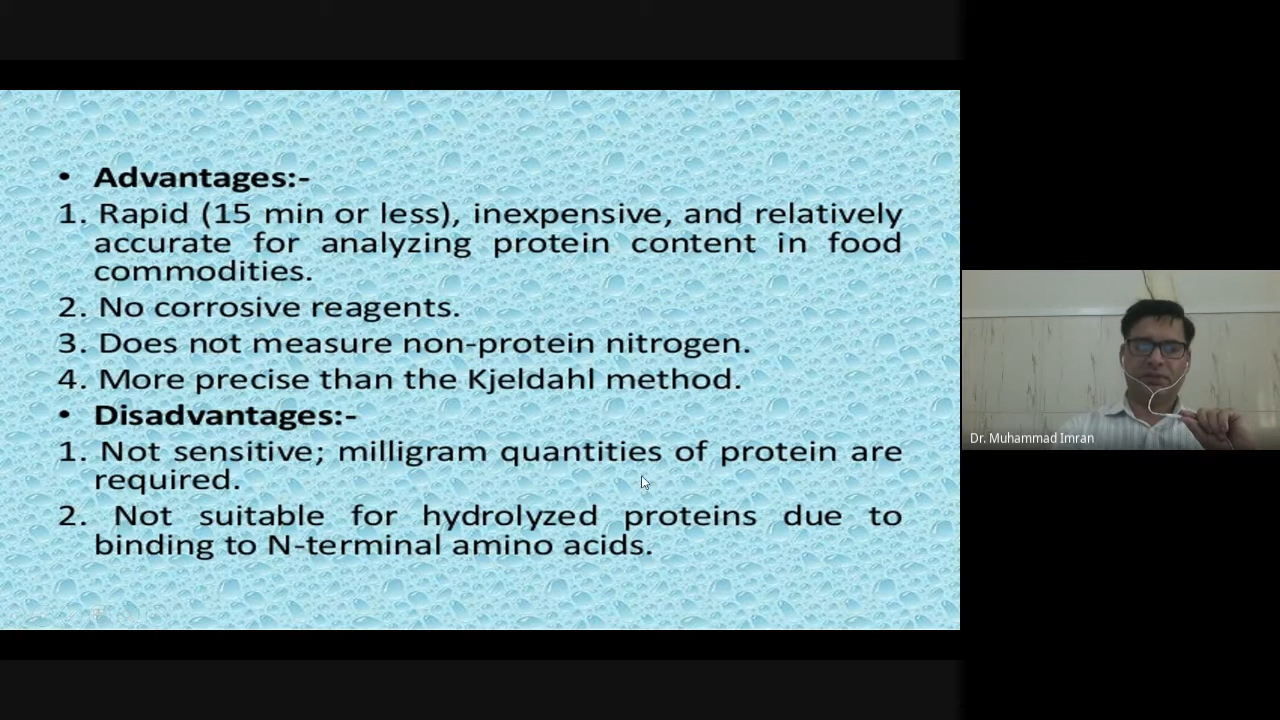 • Advantages:-
1. Rapid (15 min or less), inexpensive, and relatively
accurate for analyzing protein content in food
commodities.
2. No corrosive reagents.
3. Does not measure non-protein nitrogen.
4. More precise than the Kjeldahl method.
• Disadvantages:-
1. Not sensitive; milligram quantities of protein are
required.
2. Not suitable for hydrolyzed proteins due to
binding to N-terminal amino acids.
Dr. Muhammad Imran